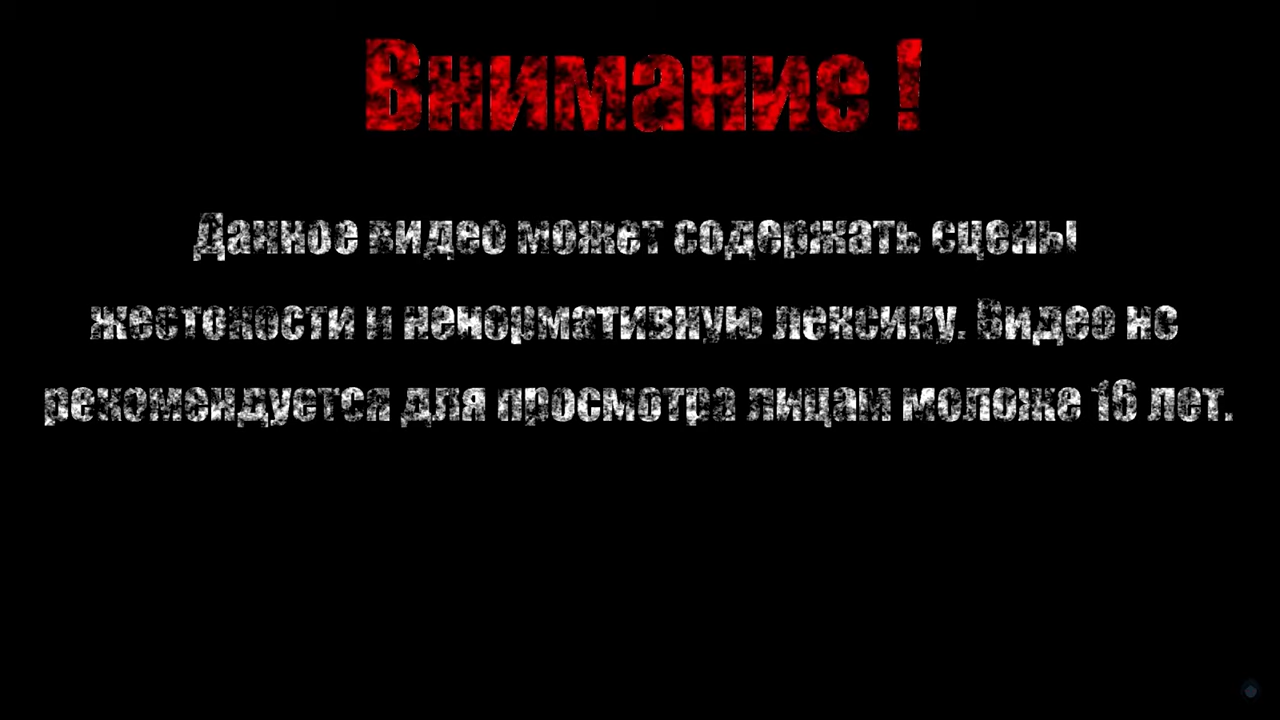 Внимание !
Данное видео может содержать сцены
жестокости и ненормативную лексику. Видео не
рекомендуется для просмотра лицам моложе 16 лет.